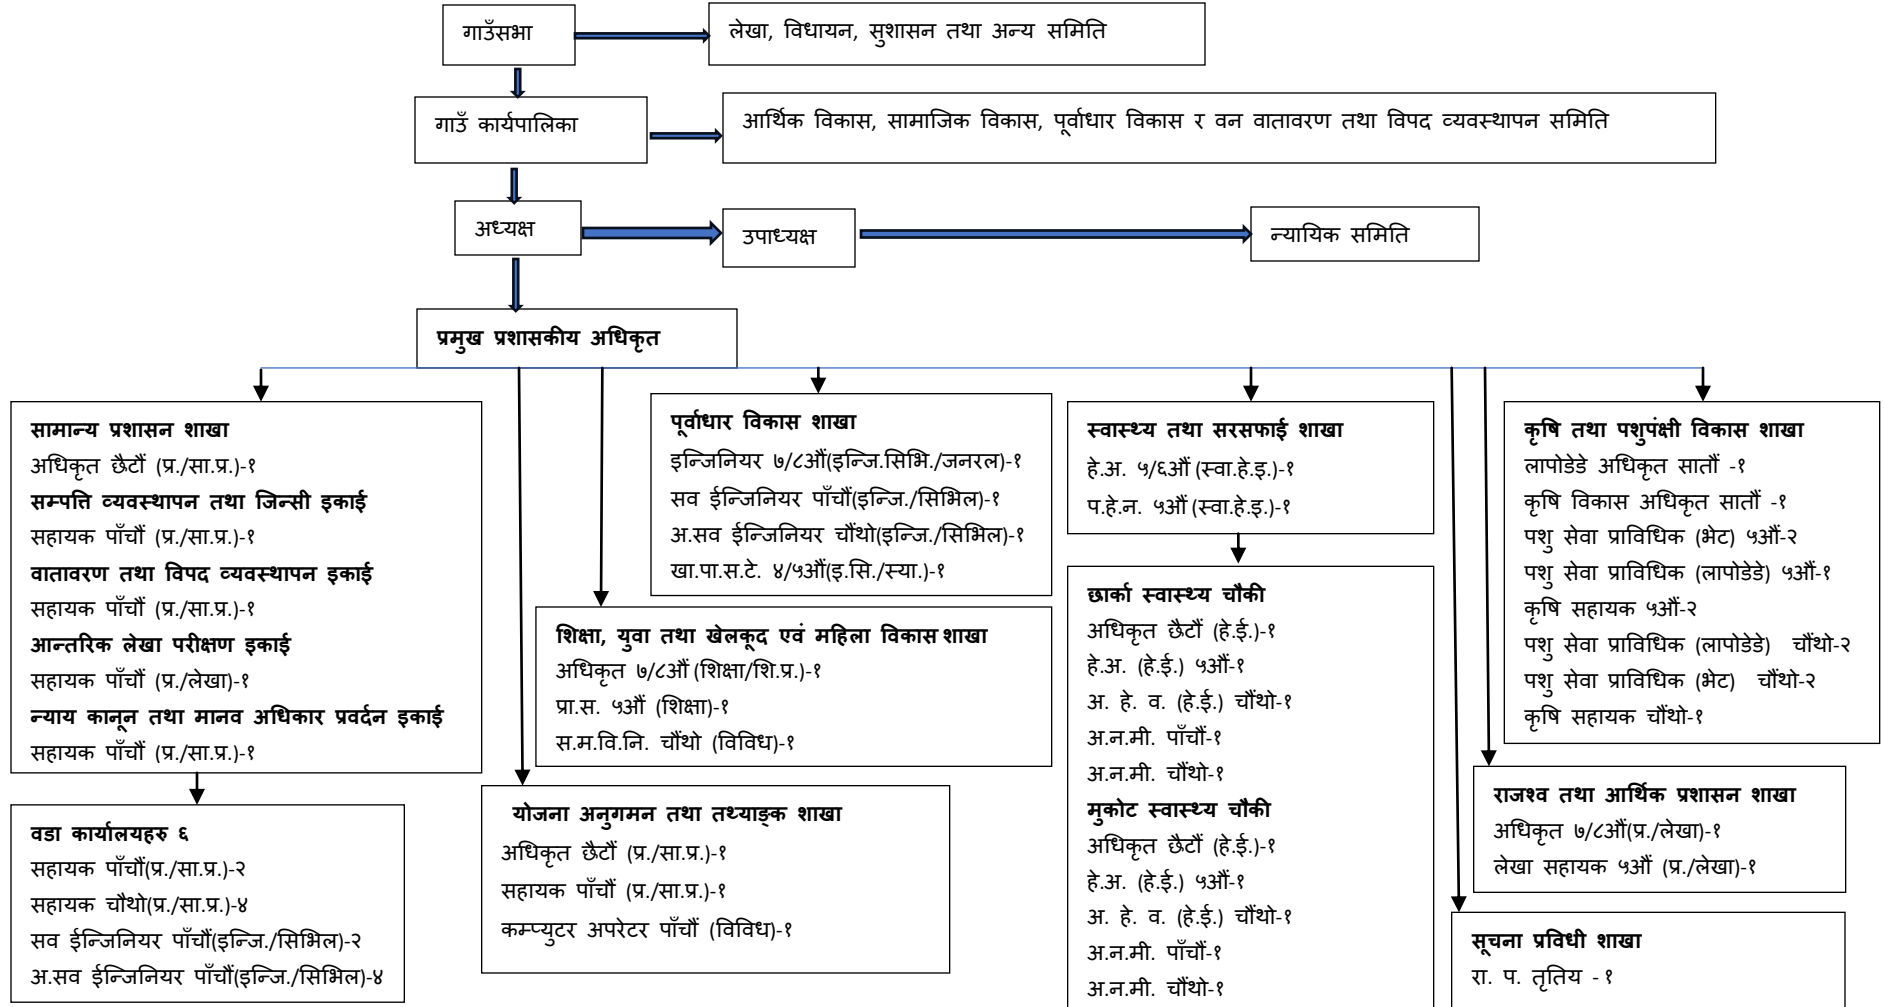 गाउँसभा
लेखा, विधायन, सुशासन तथा अन्य समिति
गाउँ कार्यपालिका
आर्थिक विकास, सामाजिक विकास, पूर्वाधार विकास र वन वातावरण तथा विपद व्यवस्थापन समिति
अध्यक्ष
उपाध्यक्ष
न्यायिक समिति
प्रमुख प्रशासकीय अधिकृत
सामान्य प्रशासन शाखा
अधिकृत छैटौं (प्र./सा.प्र.)-१
सम्पत्ति व्यवस्थापन तथा जिन्सी इकाई
सहायक पाँचौं (प्र./सा.प्र.)-१
वातावरण तथा विपद व्यवस्थापन इकाई
सहायक पाँचौं (प्र./सा.प्र.)-१
आन्तरिक लेखा परीक्षण इकाई
सहायक पाँचौं (प्र./लेखा)-१
न्याय कानून तथा मानव अधिकार प्रवर्दन इकाई
सहायक पाँचौं (प्र./सा.प्र.)-१
वडा कार्यालयहरु ६
सहायक पाँचौं(प्र./सा.प्र.)-२
सहायक चौथो(प्र./सा.प्र.)-४
सव ईन्जिनियर पाँचौं(इन्जि./सिभिल)-२
अ.सव ईन्जिनियर पाँचौं(इन्जि./सिभिल)-४
पूर्वाधार विकास शाखा
इन्जिनियर ७/८औं(इन्जि.सिभि./जनरल)-१
सव ईन्जिनियर पाँचौं(इन्जि./सिभिल)-१
अ.सव ईन्जिनियर चौंथो(इन्जि./सिभिल)-१
खा.पा.स.टे. ४/५औं(इ.सि./स्या.)-१
शिक्षा, युवा तथा खेलकूद एवं महिला विकास शाखा
अधिकृत ७/८औं (शिक्षा/शि.प्र.)-१
प्रा.स. ५औं (शिक्षा)-१
स.म.वि.नि. चौंथो (विविध)-१
योजना अनुगमन तथा तथ्याङ्क शाखा
अधिकृत छैटौं (प्र./सा.प्र.)-१
सहायक पाँचौं (प्र./सा.प्र.)-१
कम्प्युटर अपरेटर पाँचौं (विविध)-१
स्वास्थ्य तथा सरसफाई शाखा
हे.अ. ५/६औं (स्वा.हे.इ.)-१
प.हे.न. ५औं (स्वा.हे.इ.)-१
छार्का स्वास्थ्य चौकी
अधिकृत छैटौं (हे.ई.)-१
हे.अ. (हे.ई.) ५औं-१
अ. हे. व. (हे.ई.) चौंथो-१
अ.न.मी. पाँचौं-१
अ.न.मी. चौंथो-१
मुकोट स्वास्थ्य चौकी
अधिकृत छैटौं (हे.ई.)-१
हे.अ. (हे.ई.) ५औं-१
अ. हे. व. (हे.ई.) चौंथो-१
अ.न.मी. पाँचौं-१
अ.न.मी. चौंथो-१
कृषि तथा पशुपंक्षी विकास शाखा
लापोडेडे अधिकृत सातौं -१
कृषि विकास अधिकृत सातौं -१
पशु सेवा प्राविधिक (भेट) ५औं-२
पशु सेवा प्राविधिक (लापोडेडे) ५औं-१
कृषि सहायक ५औं-२
पशु सेवा प्राविधिक (लापोडेडे) चौंथो-२
पशु सेवा प्राविधिक (भेट) चौंथो-२
कृषि सहायक चौंथो-१
राजश्व तथा आर्थिक प्रशासन शाखा
अधिकृत ७/८औं(प्र./लेखा)-१
लेखा सहायक ५औं (प्र./लेखा)-१
सूचना प्रविधी शाखा
रा. प. तृतिय - १